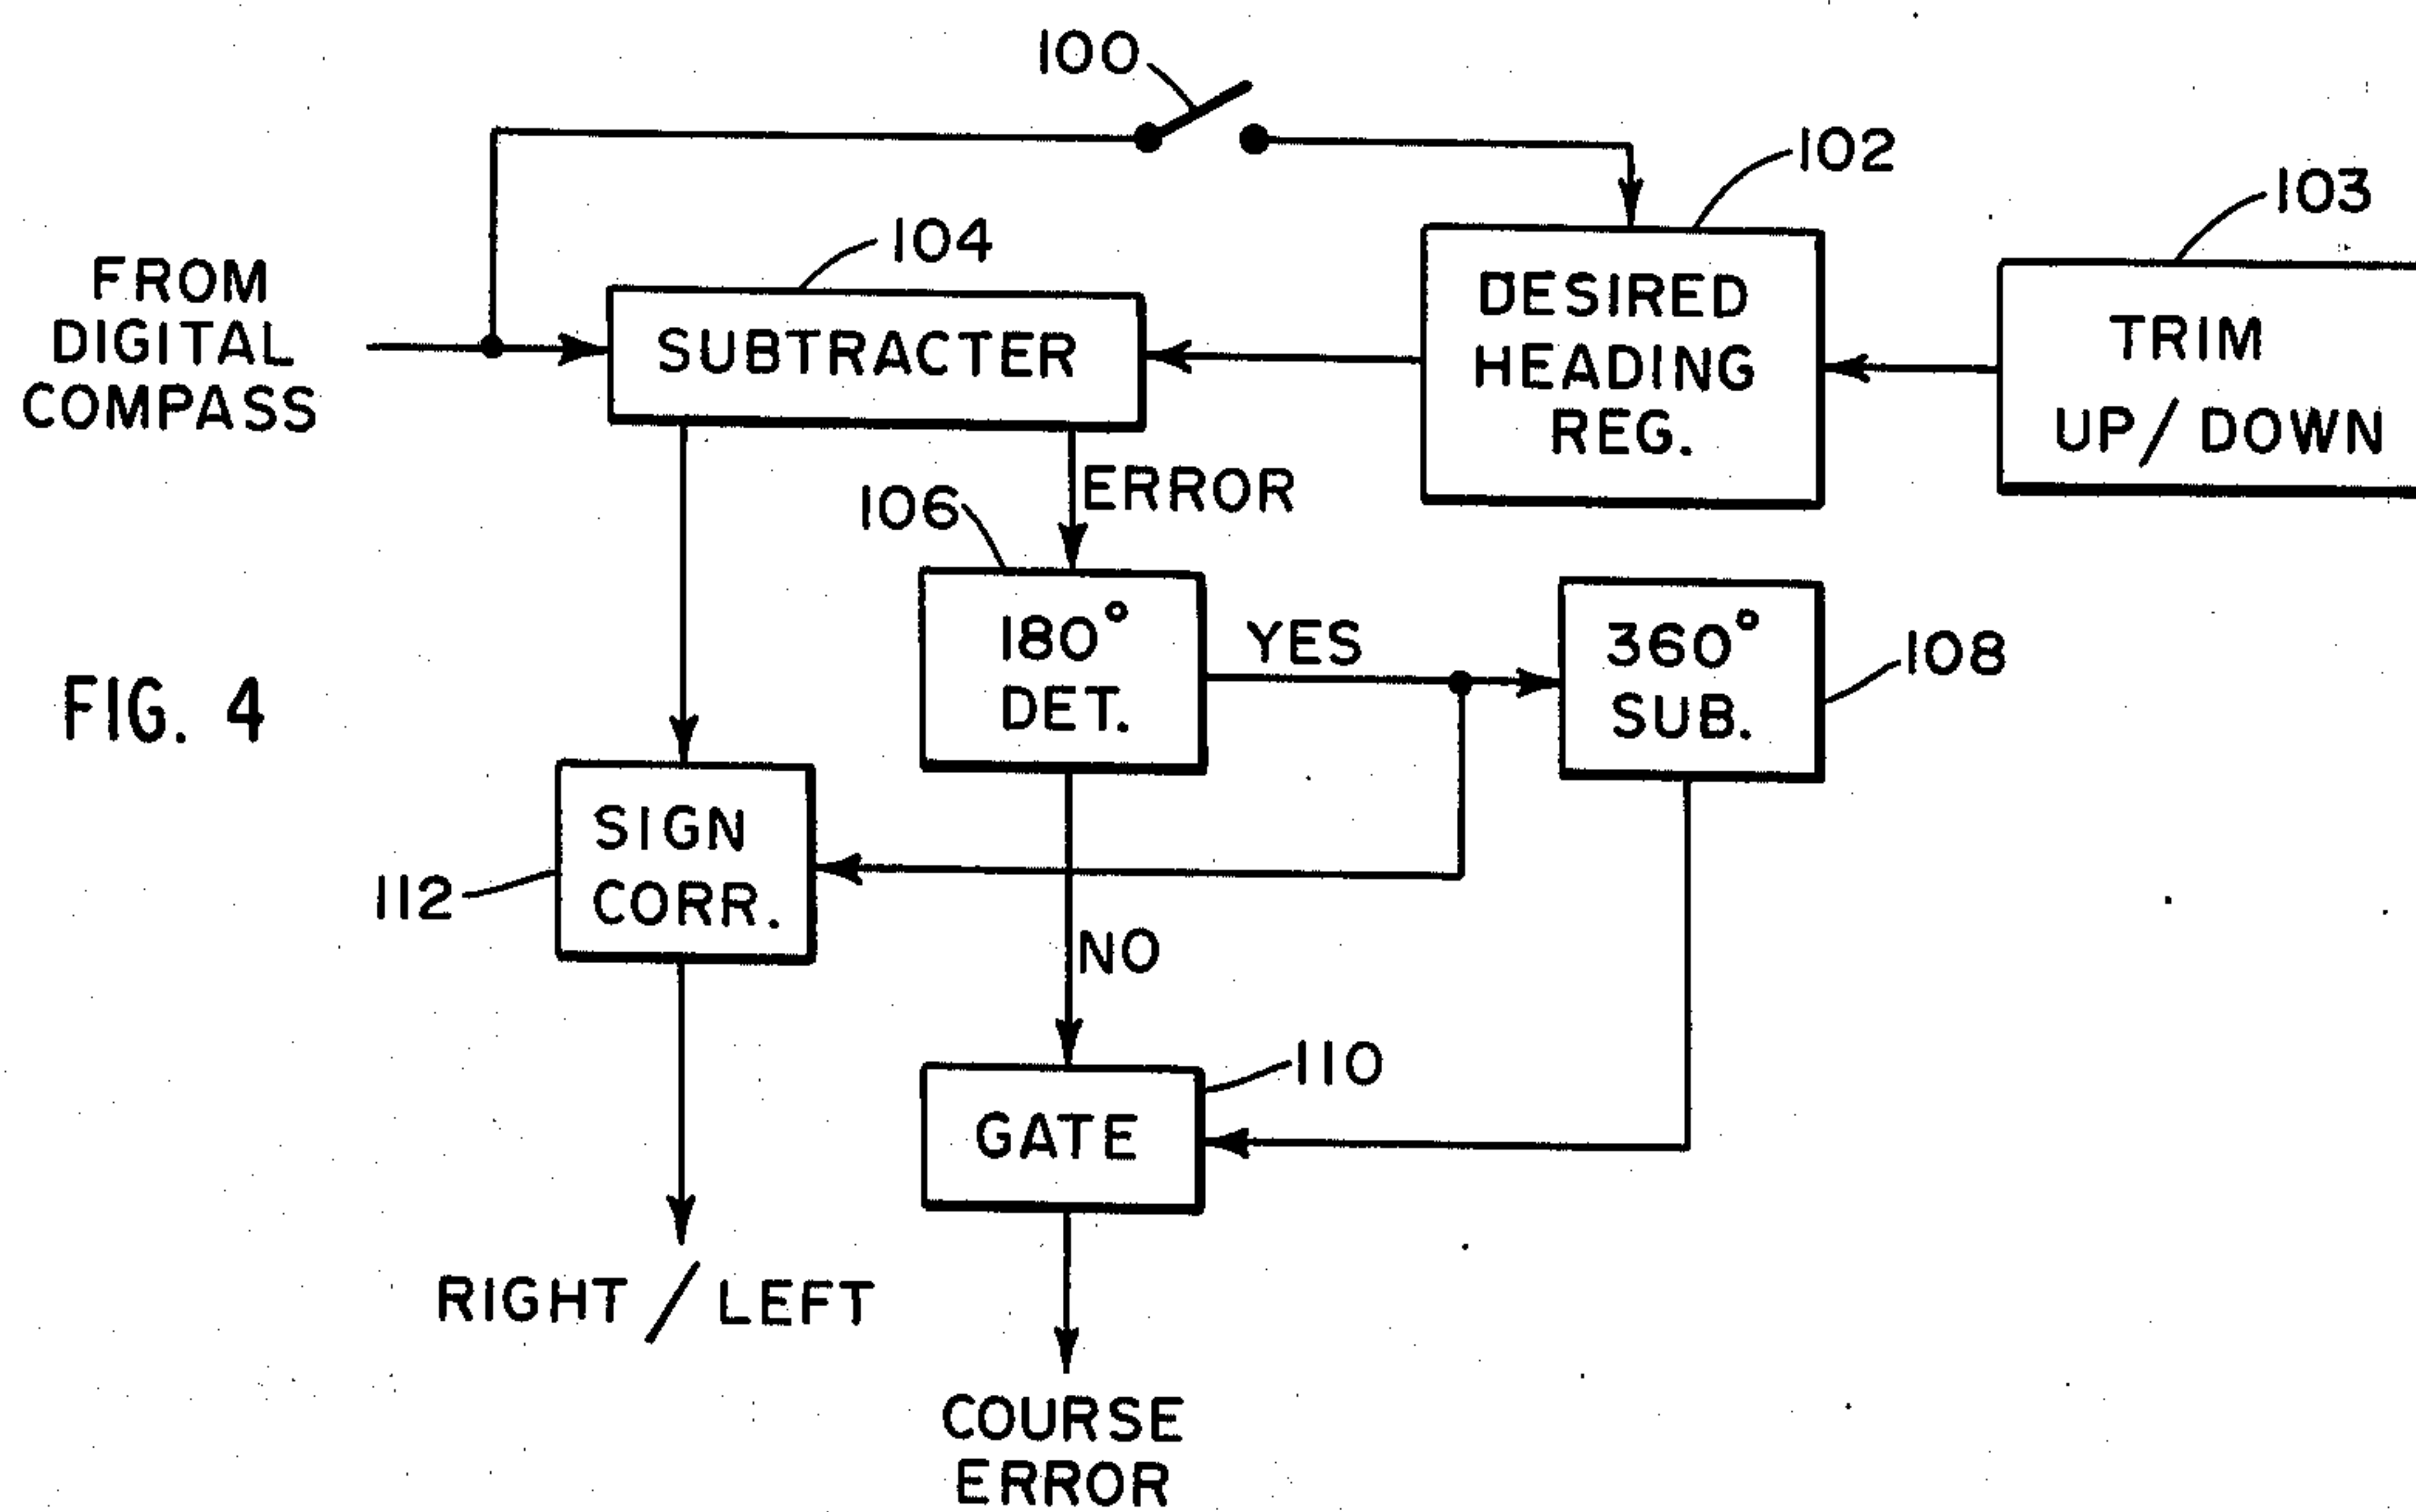 100
102
103
104
FROM
DIGITAL
COMPASS
SUBTRACTER
DESIRED
HEADING
REG.
TRIM
UP/DOWN
ERROR
106
180°
DET.
YES
360°
SUB.
108
FIG. 4
SIGN
CORR.
112
NO
110
GATE
RIGHT/LEFT
COURSE
ERROR